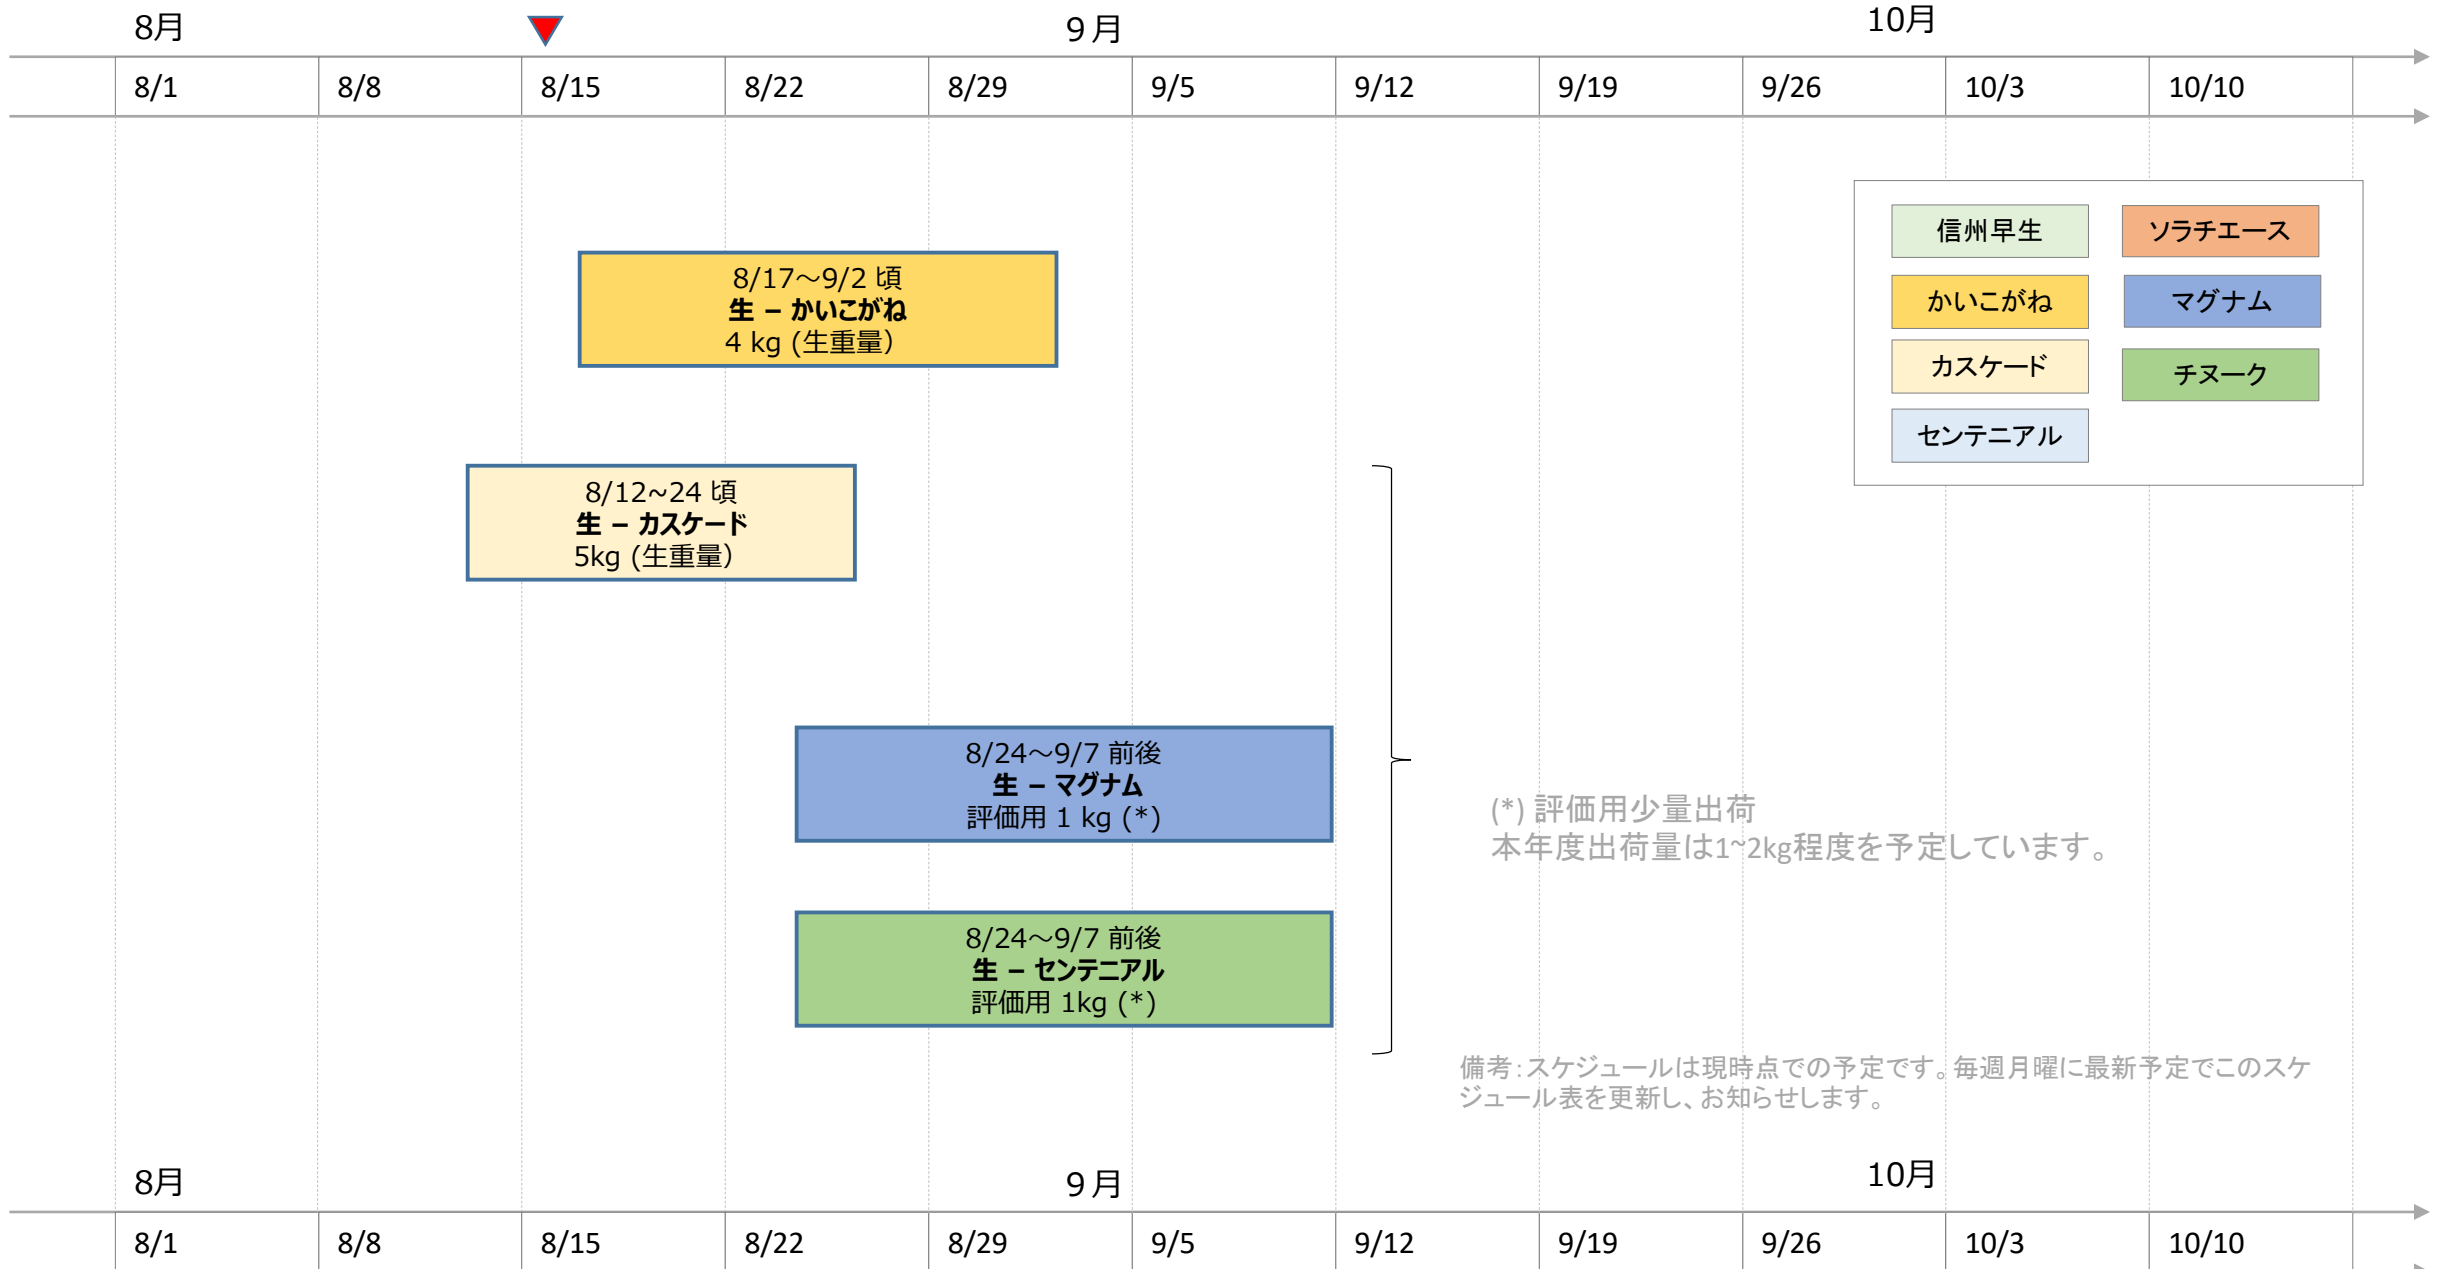 8月
９月
10月
8/1
8/8
8/15
8/22
8/29
9/5
9/12
9/19
9/26
10/3
10/10
信州早生
ソラチエース
かいこがね
マグナム
カスケード
チヌーク
センテニアル
8/17～9/2 頃
生 – かいこがね
4 kg (生重量）
8/12~24 頃
生 – カスケード
5kg (生重量）
8/24～9/7 前後
生 – マグナム
評価用 1 kg (*)
(*) 評価用少量出荷
本年度出荷量は1~2kg程度を予定しています。
8/24～9/7 前後
生 – センテニアル
評価用 1kg (*)
備考：スケジュールは現時点での予定です。毎週月曜に最新予定でこのスケ
ジュール表を更新し、お知らせします。
8月
９月
10月
8/1
8/8
8/15
8/22
8/29
9/5
9/12
9/19
9/26
10/3
10/10